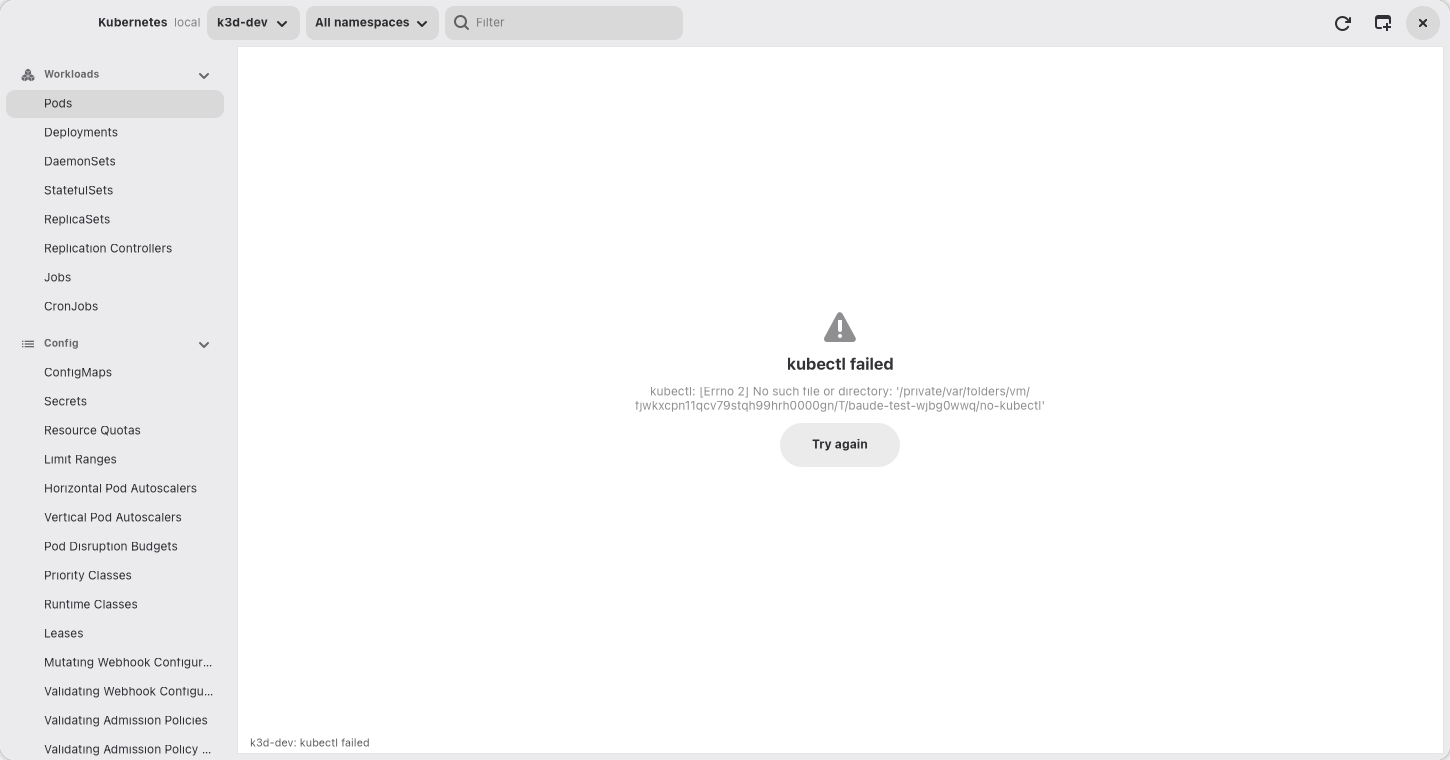 Kubernetes local k3d-dev All namespaces Filter
Workloads
Pods
Deployments
DaemonSets
StatefulSets
ReplicaSets
Replication Controllers
Jobs
CronJobs
Config
ConfigMaps
Secrets
Resource Quotas
Limit Ranges
Horizontal Pod Autoscalers
Vertical Pod Autoscalers
Pod Disruption Budgets
Priority Classes
Runtime Classes
Leases
Mutating Webhook Configur...
Validating Webhook Configu...
Validating Admission Policies
Validating Admission Policy ...
kubectl failed
kubectl: [Errno 2] No such file or directory: '/private/var/folders/vm/
fjwkxcpn11qcv79stqh99hrh0000gn/T/baude-test-wjbg0wwq/no-kubectl'
Try again
k3d-dev: kubectl failed